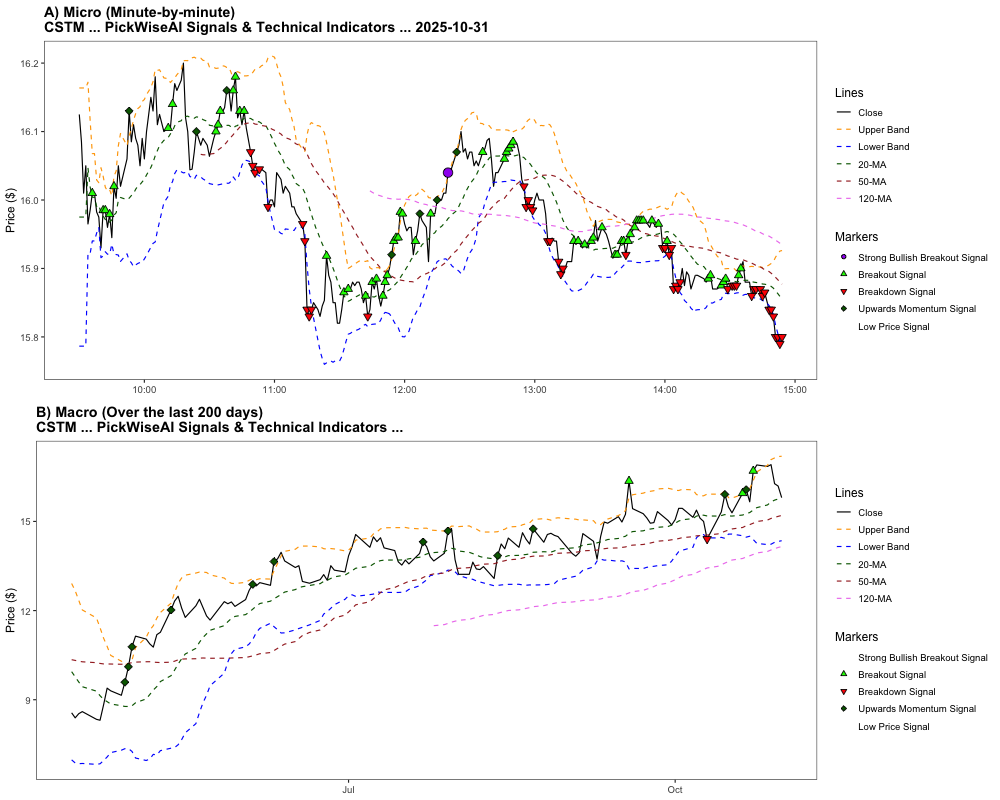 A) Micro (Minute-by-minute)
CSTM ... PickWiseAI Signals & Technical Indicators ... 2025-10-31
Price ($)
16.2
16.1
16.0
15.9
15.8
10:00
11:00
12:00
13:00
14:00
15:00
Lines
Close
Upper Band
Lower Band
20-MA
50-MA
120-MA
Markers
Strong Bullish Breakout Signal
Breakout Signal
Breakdown Signal
Upwards Momentum Signal
Low Price Signal
B) Macro (Over the last 200 days)
CSTM ... PickWiseAI Signals & Technical Indicators ...
Price ($)
15
12
9
Jul
Oct
Lines
Close
Upper Band
Lower Band
20-MA
50-MA
120-MA
Markers
Strong Bullish Breakout Signal
Breakout Signal
Breakdown Signal
Upwards Momentum Signal
Low Price Signal